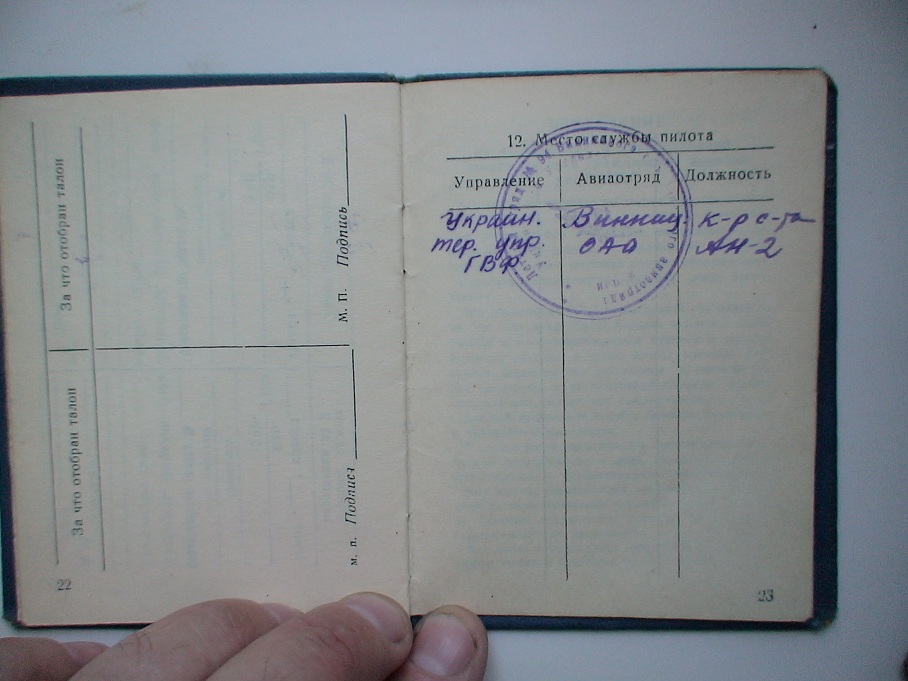 За что отобран талон
М. П. Подпись
За что отобран талон
м. п. Подпись
22
12. Место службы пилота
Управление Авиаотряд Должность
Украин. Винниц. к-р с-та
тер. упр. ОАО АН-2
ГВФ
23